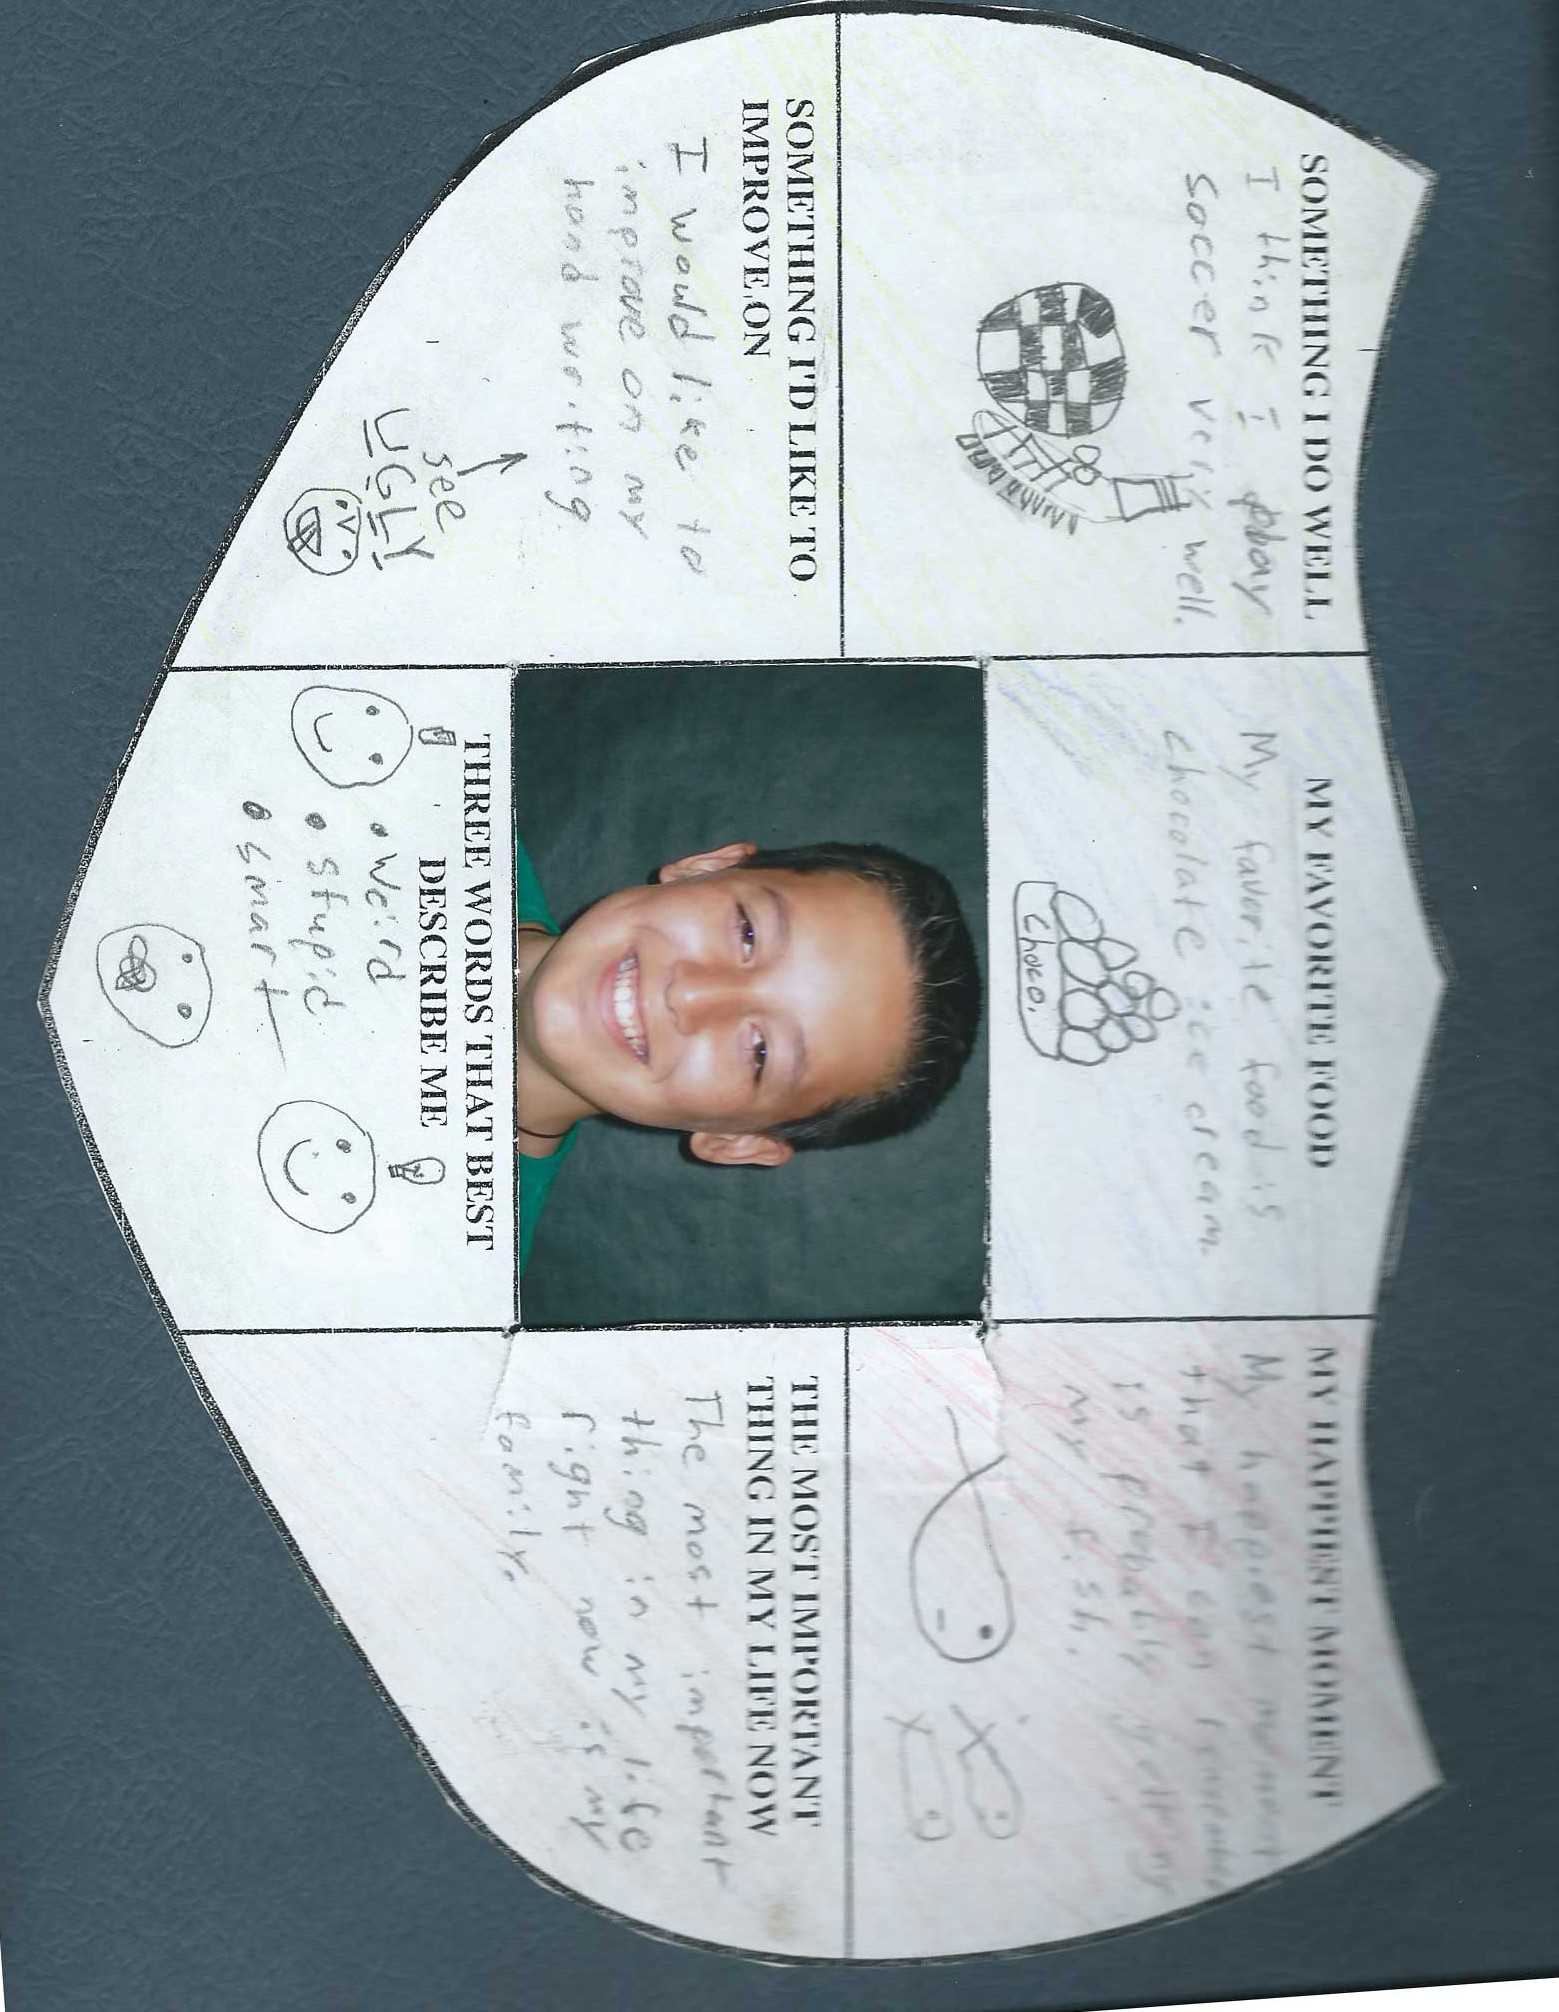 SOMETHING I DO WELL
I think I play
soccer very well.
MY FAVORITE FOOD
My favorite food is
chocolate ice cream.
Choco.
MY HAPPIEST MOMENT
My happiest moment
that I can remember
is probably getting
my fish.
SOMETHING I'D LIKE TO
IMPROVE ON
I would like to
improve on my
hand writing
see
UGLY
THREE WORDS THAT BEST
DESCRIBE ME
• Weird
• stupid
• smart
THE MOST IMPORTANT
THING IN MY LIFE NOW
The most important
thing in my life
right now is my
family.